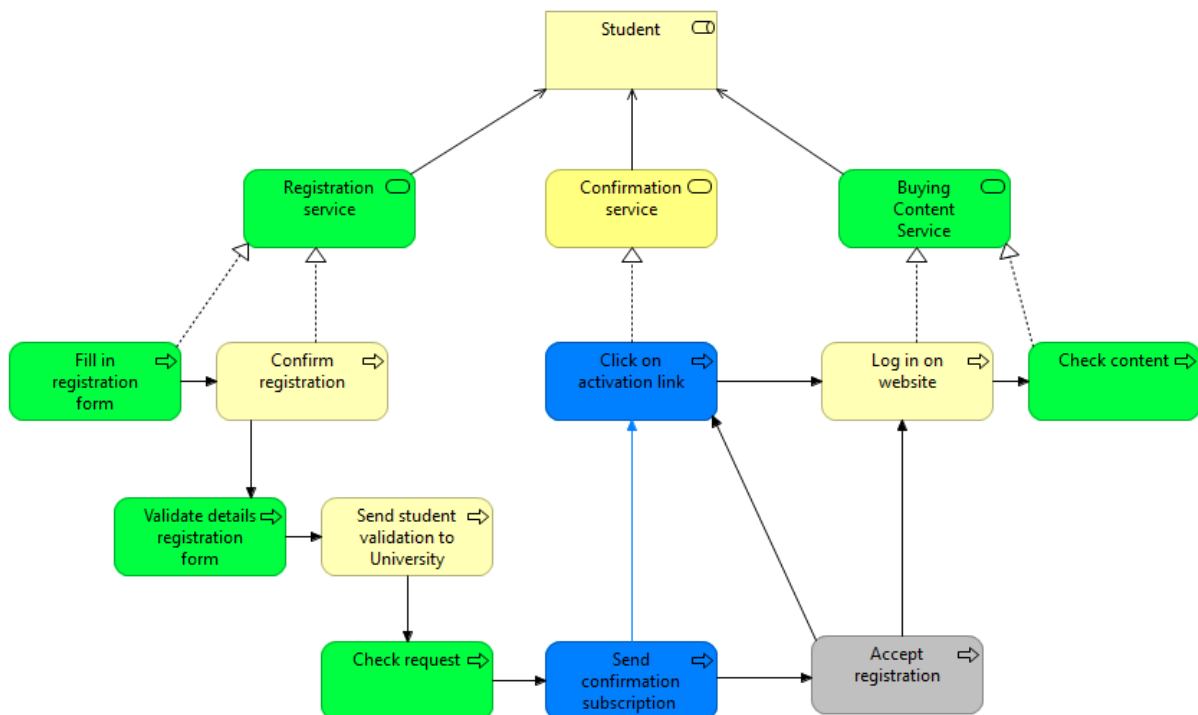 Student
Registration
service
Confirmation
service
Buying
Content
Service
Fill in
registration
form
Confirm
registration
Click on
activation link
Log in on
website
Check content
Validate details
registration
form
Send student
validation to
University
Check request
Send
confirmation
subscription
Accept
registration